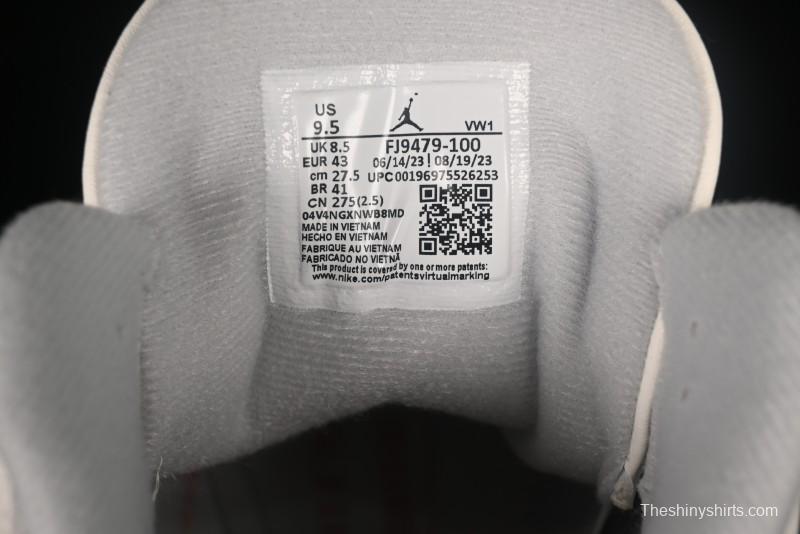 US
9.5
VW1
UK 8.5
FJ9479-100
EUR 43
06/14/23 | 08/19/23
cm 27.5
UPC00196975526253
BR 41
CN 275(2.5)
04V4NGXNWB8MD
MADE IN VIETNAM
HECHO EN VIETNAM
FABRIQUE AU VIETNAM
FABRICADO NO VIETNÃ
This product is covered by one or more patents:
www.nike.com/patentsvirtualmarking
Theshinyshirts.com